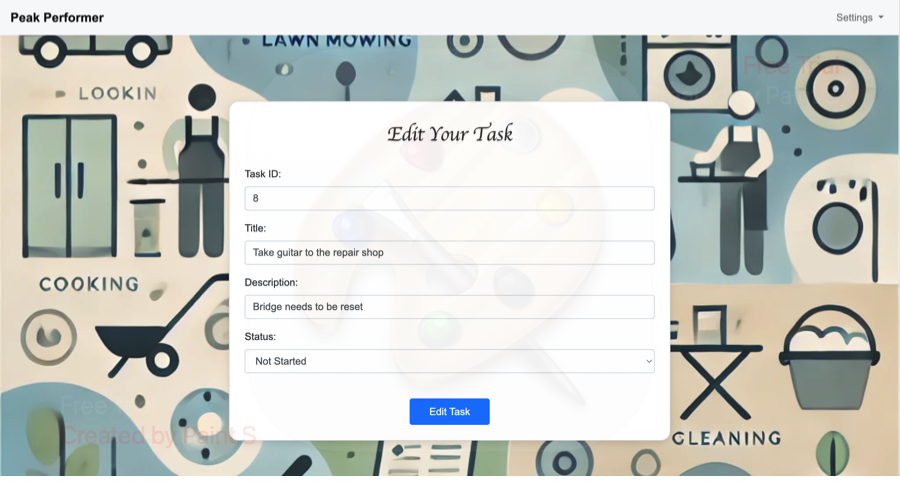 Peak Performer
Settings
LAWN MOWING
Free Trial
LOOKIN
Edit Your Task
Task ID:
8
Title:
Take guitar to the repair shop
COOKING
Description:
Bridge needs to be reset
Status:
Not Started
Free
Edit Task
Created by Paint S
CLEANING